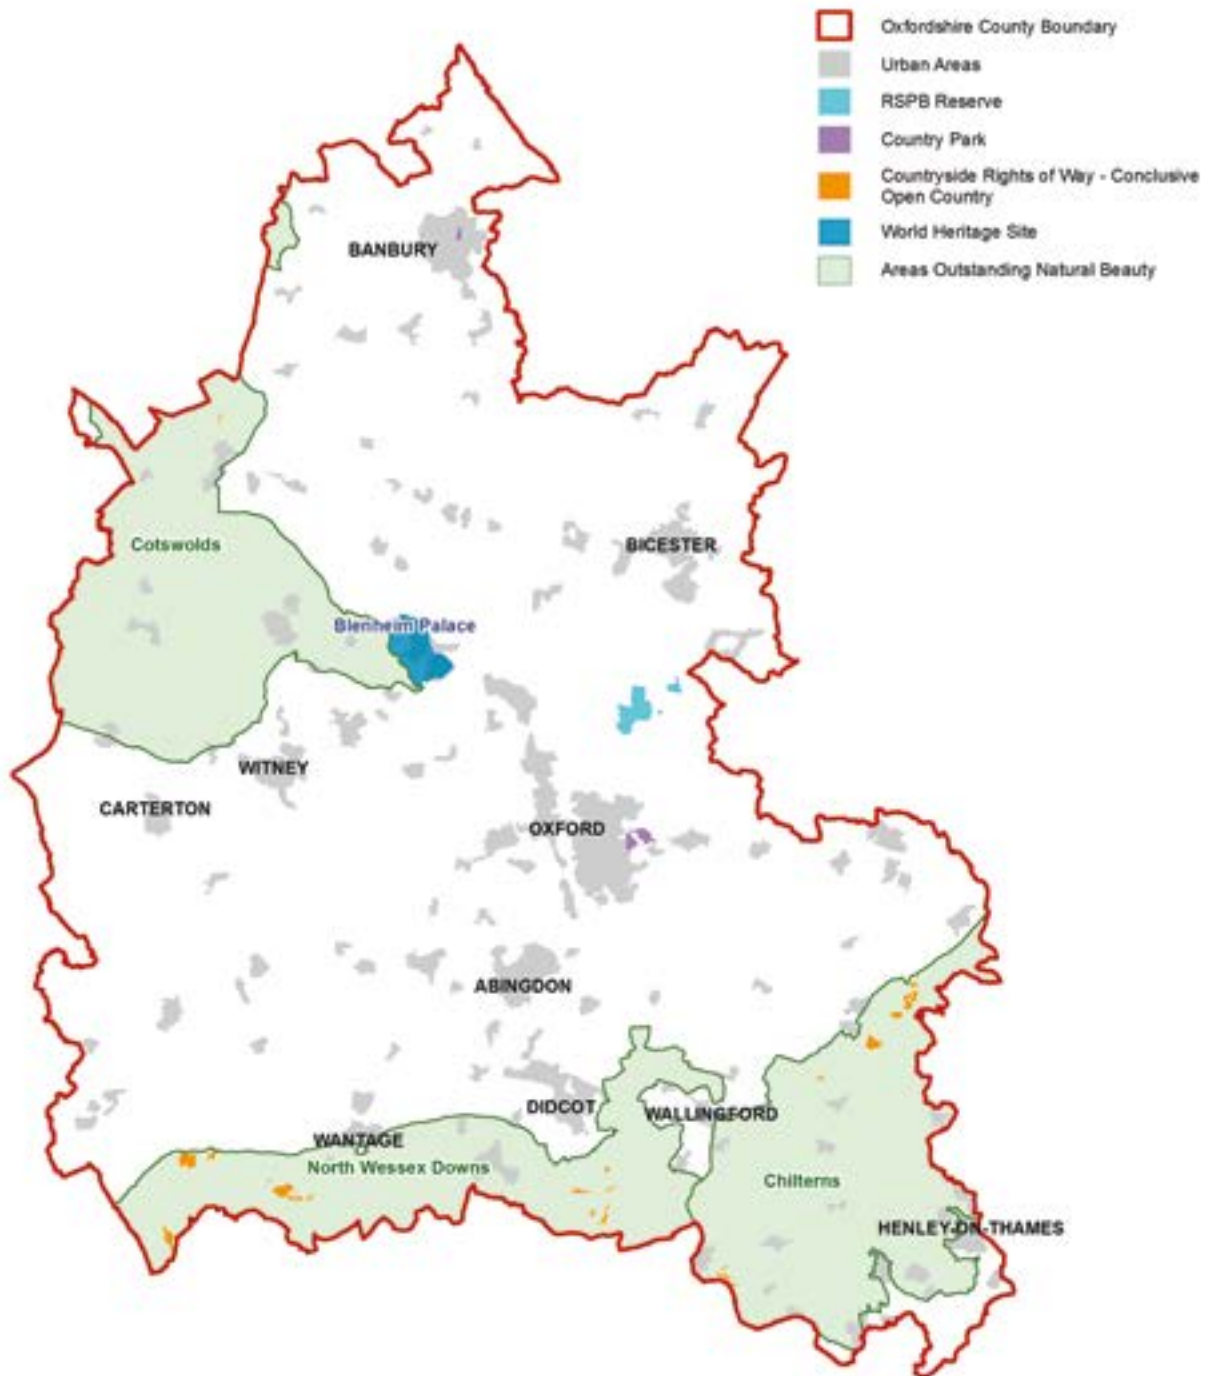 Oxfordshire County Boundary
Urban Areas
RSPB Reserve
Country Park
Countryside Rights of Way - Conclusive
Open Country
World Heritage Site
Areas Outstanding Natural Beauty
BANBURY
Cotswolds
BICESTER
Blenheim Palace
WITNEY
CARTERTON
OXFORD
ABINGDON
DIDCOT
WALLINGFORD
WANTAGE
North Wessex Downs
Chilterns
HENLEY-ON-THAMES